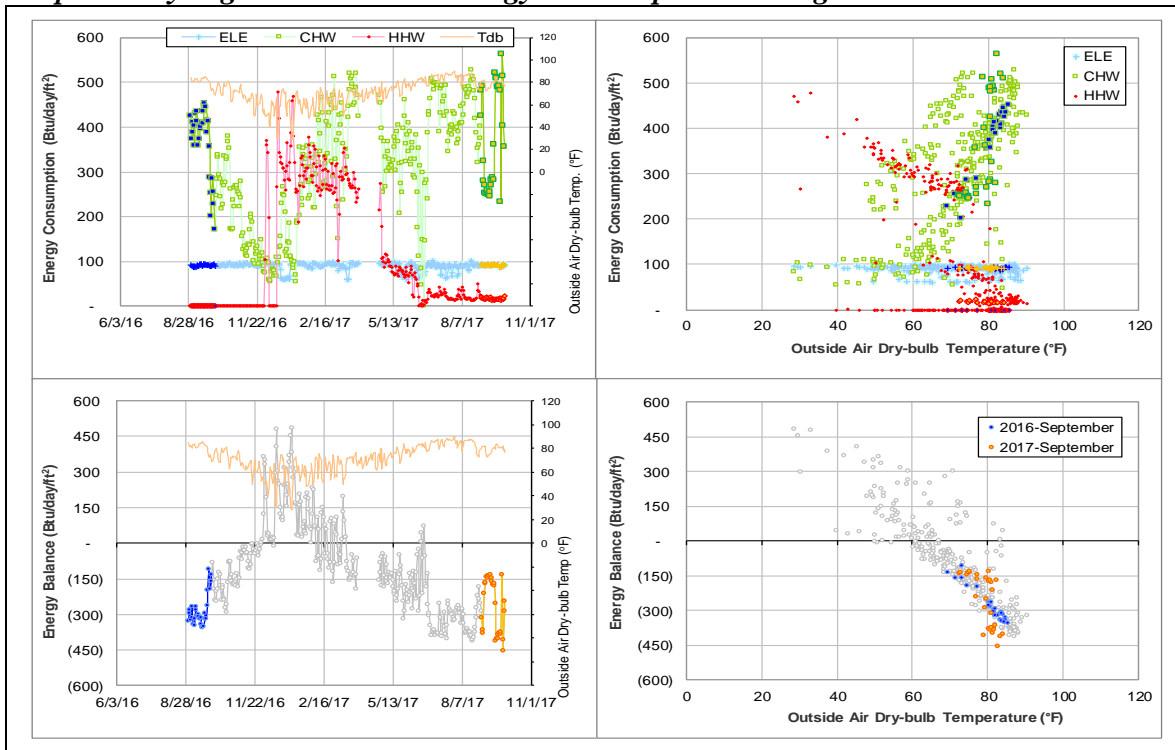 ELE CHW HHW Tdb
Energy Consumption (Btu/day/ft²)
600
500
400
300
200
100
-
120
100
80
60
40
20
0
Outside Air Dry-bulb Temp. (°F)
6/3/16 8/28/16 11/22/16 2/16/17 5/13/17 8/7/17 11/1/17
ELE
CHW
HHW
Energy Consumption (Btu/day/ft²)
600
500
400
300
200
100
-
0 20 40 60 80 100 120
Outside Air Dry-bulb Temperature (°F)
Energy Balance (Btu/day/ft²)
600
450
300
150
-
(150)
(300)
(450)
(600)
120
100
80
60
40
20
0
Outside Air Dry-bulb Temp (°F)
6/3/16 8/28/16 11/22/16 2/16/17 5/13/17 8/7/17 11/1/17
2016-September
2017-September
Energy Balance (Btu/day/ft²)
600
450
300
150
-
(150)
(300)
(450)
(600)
0 20 40 60 80 100 120
Outside Air Dry-bulb Temperature (°F)